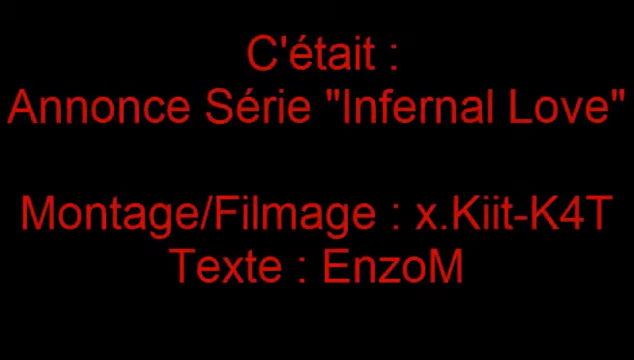 C'était :
Annonce Série "Infernal Love"
Montage/Filmage : x.Kiit-K4T
Texte : EnzoM